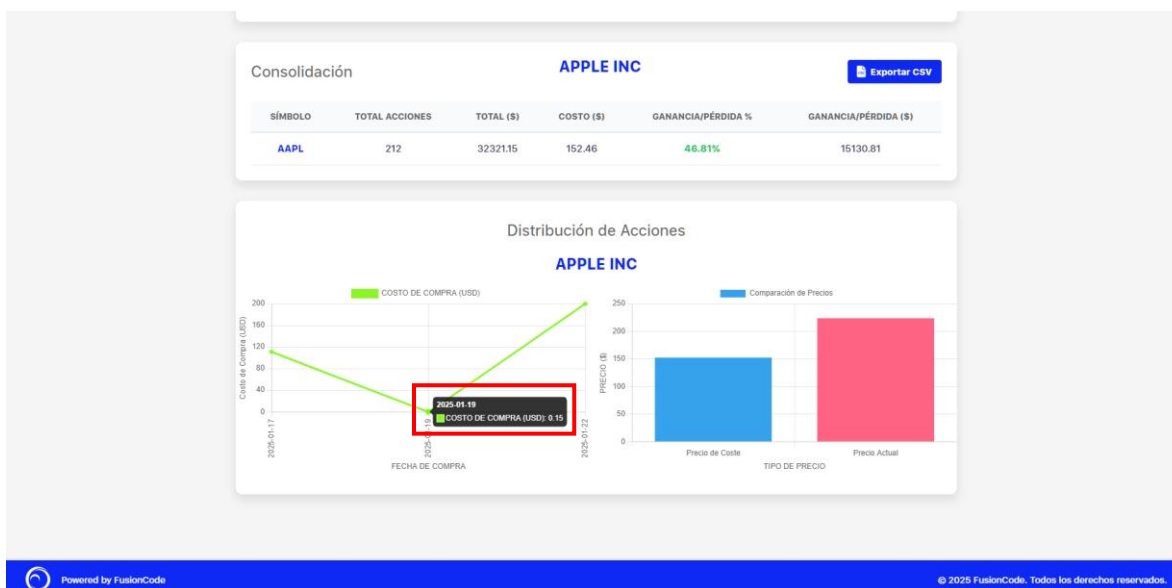 Consolidación
APPLE INC
Exportar CSV
SÍMBOLO TOTAL ACCIONES TOTAL ($) COSTO ($) GANANCIA/PÉRDIDA % GANANCIA/PÉRDIDA ($)
AAPL 212 32321.15 152.46 46.81% 15130.81
Distribución de Acciones
APPLE INC
COSTO DE COMPRA (USD)
Costo de Compra (USD)
200
160
120
80
40
0
2025-01-19
COSTO DE COMPRA (USD): 0.15
2025-01-17
2025-01-19
2025-01-22
FECHA DE COMPRA
Comparación de Precios
PRECIO ($)
250
200
150
100
50
0
Precio de Coste
Precio Actual
TIPO DE PRECIO
Powered by FusionCode
© 2025 FusionCode. Todos los derechos reservados.